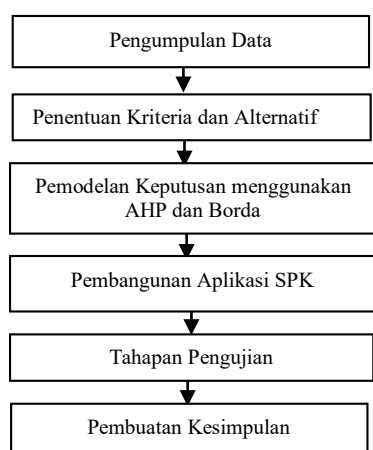 Pengumpulan Data
Penentuan Kriteria dan Alternatif
Pemodelan Keputusan menggunakan
AHP dan Borda
Pembangunan Aplikasi SPK
Tahapan Pengujian
Pembuatan Kesimpulan